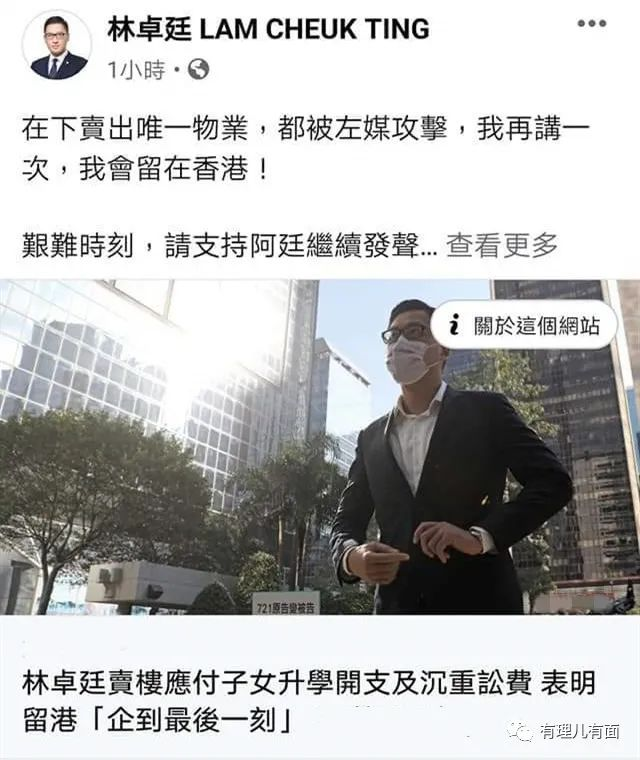 林卓廷 LAM CHEUK TING
1小時
在下賣出唯一物業，都被左媒攻擊，我再講一
次，我會留在香港！
艱難時刻，請支持阿廷繼續發聲... 查看更多
關於這個網站
721原告變被告
林卓廷賣樓應付子女升學開支及沉重訟費 表明
留港「企到最後一刻」
有理儿有面